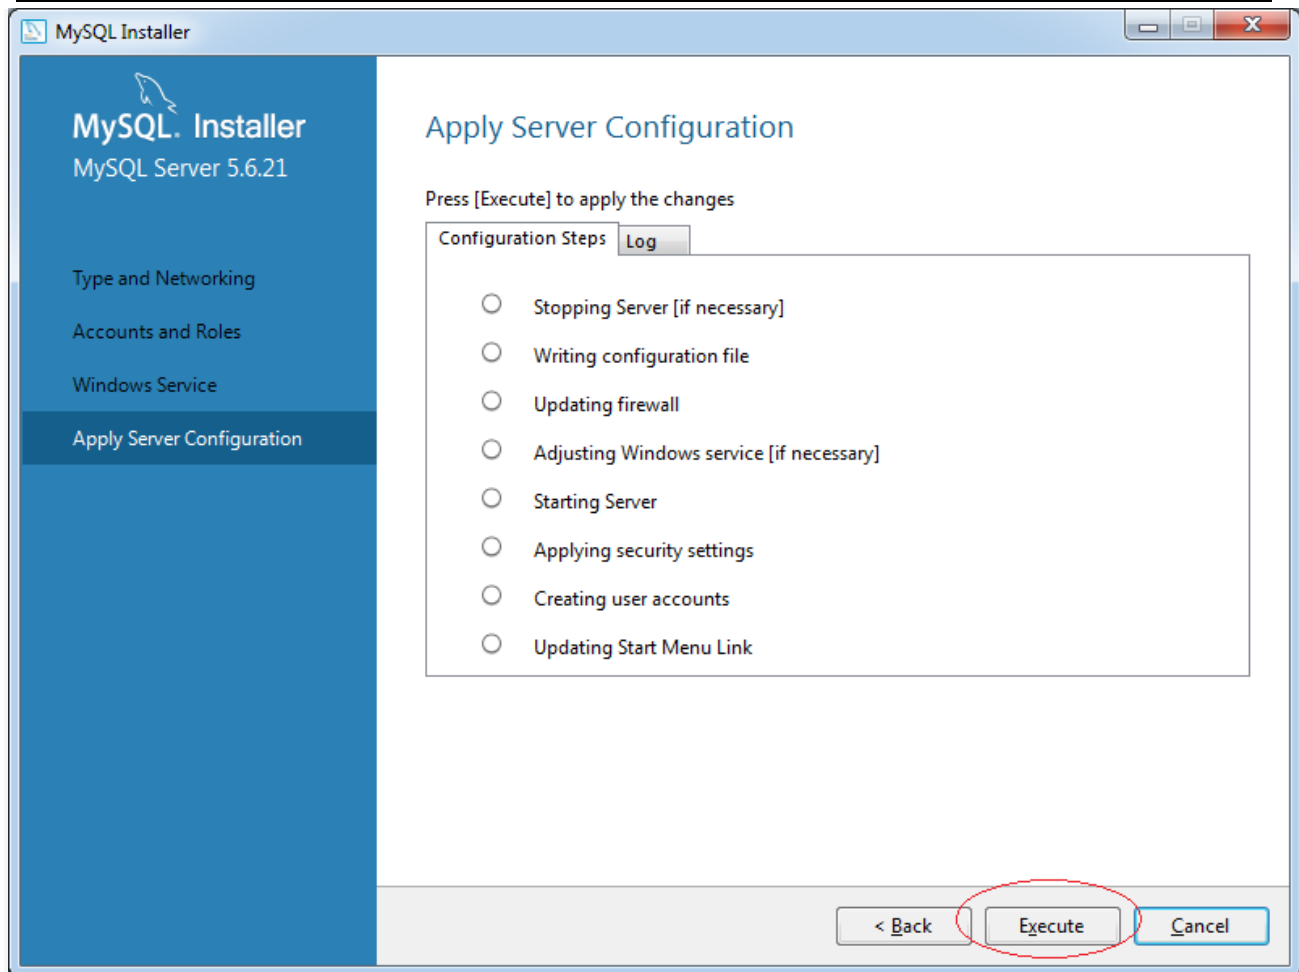 MySQL Installer
MySQL. Installer
MySQL Server 5.6.21
Type and Networking
Accounts and Roles
Windows Service
Apply Server Configuration
Apply Server Configuration
Press [Execute] to apply the changes
Configuration Steps
Log
Stopping Server [if necessary]
Writing configuration file
Updating firewall
Adjusting Windows service [if necessary]
Starting Server
Applying security settings
Creating user accounts
Updating Start Menu Link
< Back
Execute
Cancel